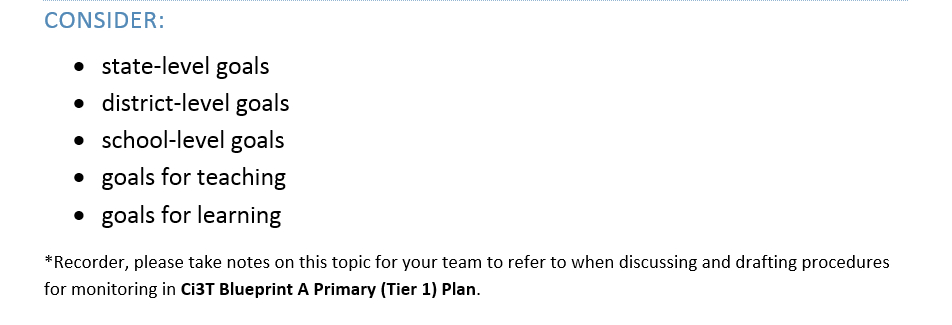 CONSIDER:
• state-level goals
• district-level goals
• school-level goals
• goals for teaching
• goals for learning
*Recorder, please take notes on this topic for your team to refer to when discussing and drafting procedures
for monitoring in Ci3T Blueprint A Primary (Tier 1) Plan.